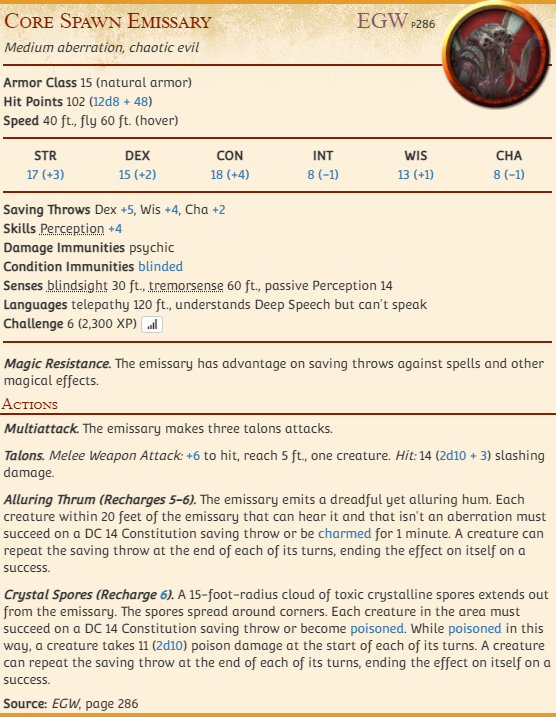 Core Spawn Emissary EGW p286
Medium aberration, chaotic evil
Armor Class 15 (natural armor)
Hit Points 102 (12d8 + 48)
Speed 40 ft., fly 60 ft. (hover)
STR DEX CON INT WIS CHA
17 (+3) 15 (+2) 18 (+4) 8 (−1) 13 (+1) 8 (−1)
Saving Throws Dex +5, Wis +4, Cha +2
Skills Perception +4
Damage Immunities psychic
Condition Immunities blinded
Senses blindsight 30 ft., tremorsense 60 ft., passive Perception 14
Languages telepathy 120 ft., understands Deep Speech but can't speak
Challenge 6 (2,300 XP)
Magic Resistance. The emissary has advantage on saving throws against spells and other
magical effects.
Actions
Multiattack. The emissary makes three talons attacks.
Talons. Melee Weapon Attack: +6 to hit, reach 5 ft., one creature. Hit: 14 (2d10 + 3) slashing
damage.
Alluring Thrum (Recharges 5–6). The emissary emits a dreadful yet alluring hum. Each
creature within 20 feet of the emissary that can hear it and that isn't an aberration must
succeed on a DC 14 Constitution saving throw or be charmed for 1 minute. A creature can
repeat the saving throw at the end of each of its turns, ending the effect on itself on a
success.
Crystal Spores (Recharge 6). A 15-foot-radius cloud of toxic crystalline spores extends out
from the emissary. The spores spread around corners. Each creature in the area must
succeed on a DC 14 Constitution saving throw or become poisoned. While poisoned in this
way, a creature takes 11 (2d10) poison damage at the start of each of its turns. A creature
can repeat the saving throw at the end of each of its turns, ending the effect on itself on a
success.
Source: EGW, page 286